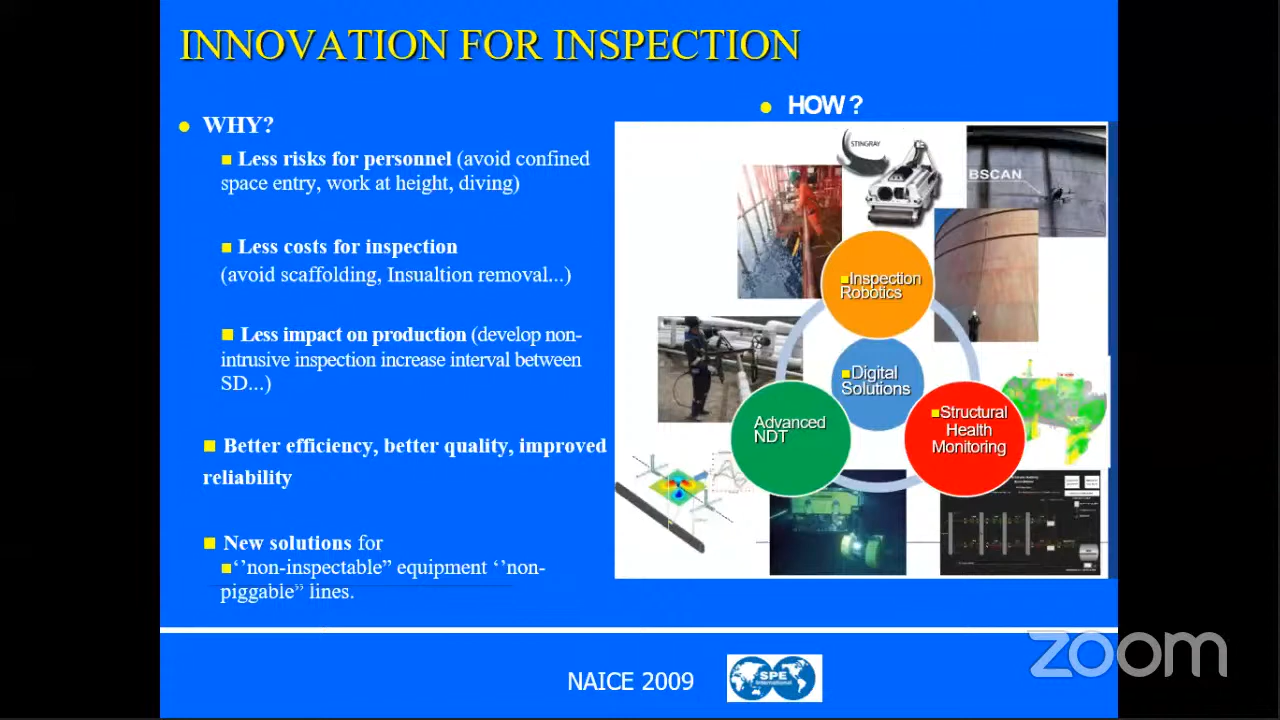 INNOVATION FOR INSPECTION
WHY?
Less risks for personnel (avoid confined
space entry, work at height, diving)
Less costs for inspection
(avoid scaffolding, Insualtion removal...)
Less impact on production (develop non-
intrusive inspection increase interval between
SD...)
Better efficiency, better quality, improved
reliability
New solutions for
‘’non-inspectable” equipment ‘’non-
piggable” lines.
HOW ?
STINGRAY
BSCAN
Inspection
Robotics
Digital
Solutions
Advanced
NDT
Structural
Health
Monitoring
NAICE 2009
SPE
International
zoom